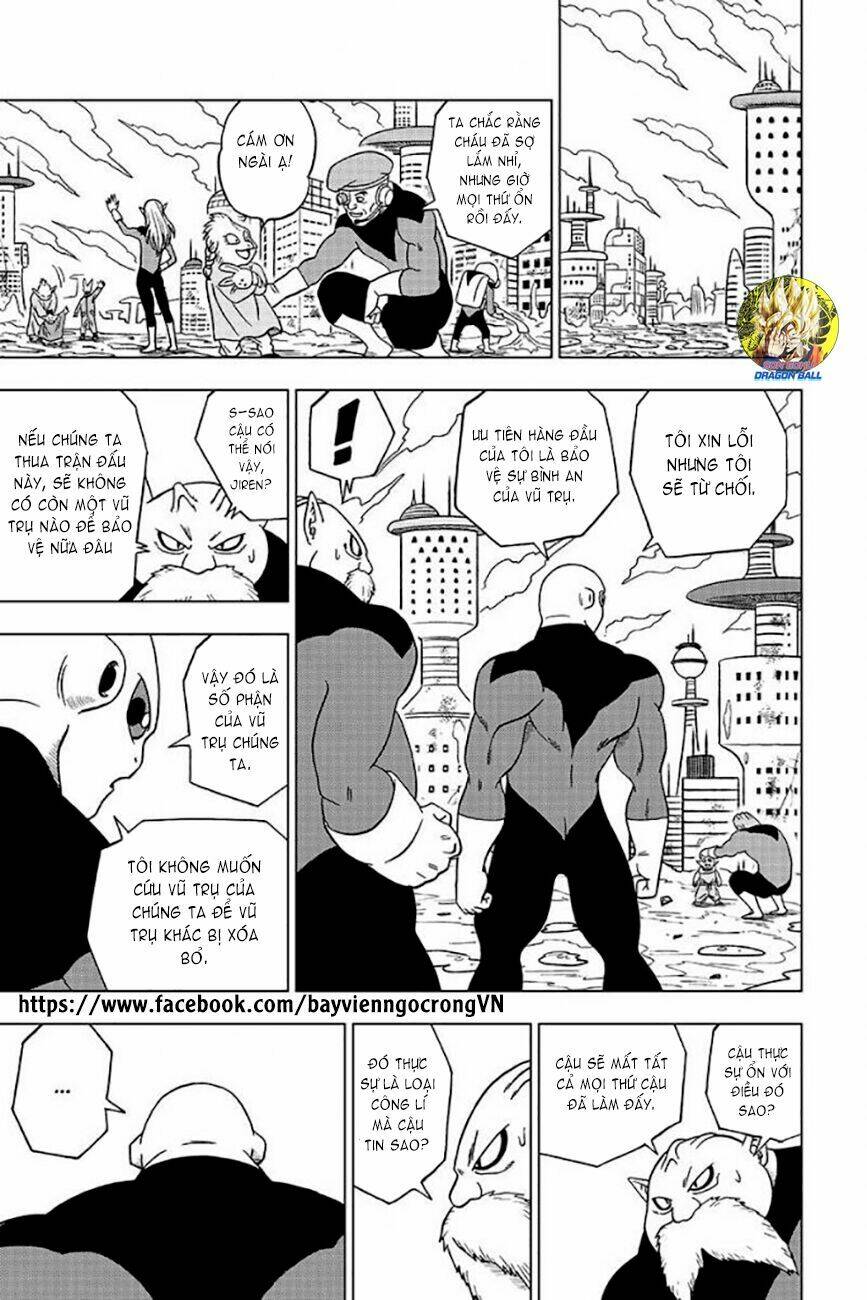 TA CHẮC RẰNG
CHÁU ĐÃ SỢ
LẮM NHỈ,
NHƯNG GIỜ
MỌI THỨ ỔN
RỒI ĐẤY.
CẢM ƠN
NGÀI Ạ!
DRAGON BALL
TÔI XIN LỖI
NHƯNG TÔI
SẼ TỪ CHỐI.
ƯU TIÊN HÀNG ĐẦU
CỦA TÔI LÀ BẢO
VỆ SỰ BÌNH AN
CỦA VŨ TRỤ.
!
S-SAO
CẬU CÓ
THỂ NÓI
VẬY,
JIREN?
NẾU CHÚNG TA
THUA TRẬN ĐẤU
NÀY, SẼ KHÔNG
CÓ CÒN MỘT VŨ
TRỤ NÀO ĐỂ BẢO
VỆ NỮA ĐÂU
VẬY ĐÓ LÀ
SỐ PHẬN
CỦA VŨ
TRỤ CHÚNG
TA.
TÔI KHÔNG MUỐN
CỨU VŨ TRỤ CỦA
CHÚNG TA ĐỂ VŨ
TRỤ KHÁC BỊ XÓA
BỎ.
https://www.facebook.com/bayvienngocrongVN
CẬU THỰC
SỰ ỔN VỚI
ĐIỀU ĐÓ
SAO?
CẬU SẼ MẤT TẤT
CẢ MỌI THỨ CẬU
ĐÃ LÀM ĐẤY.
ĐÓ THỰC
SỰ LÀ LOẠI
CÔNG LÍ
MÀ CẬU
TIN SAO?
...